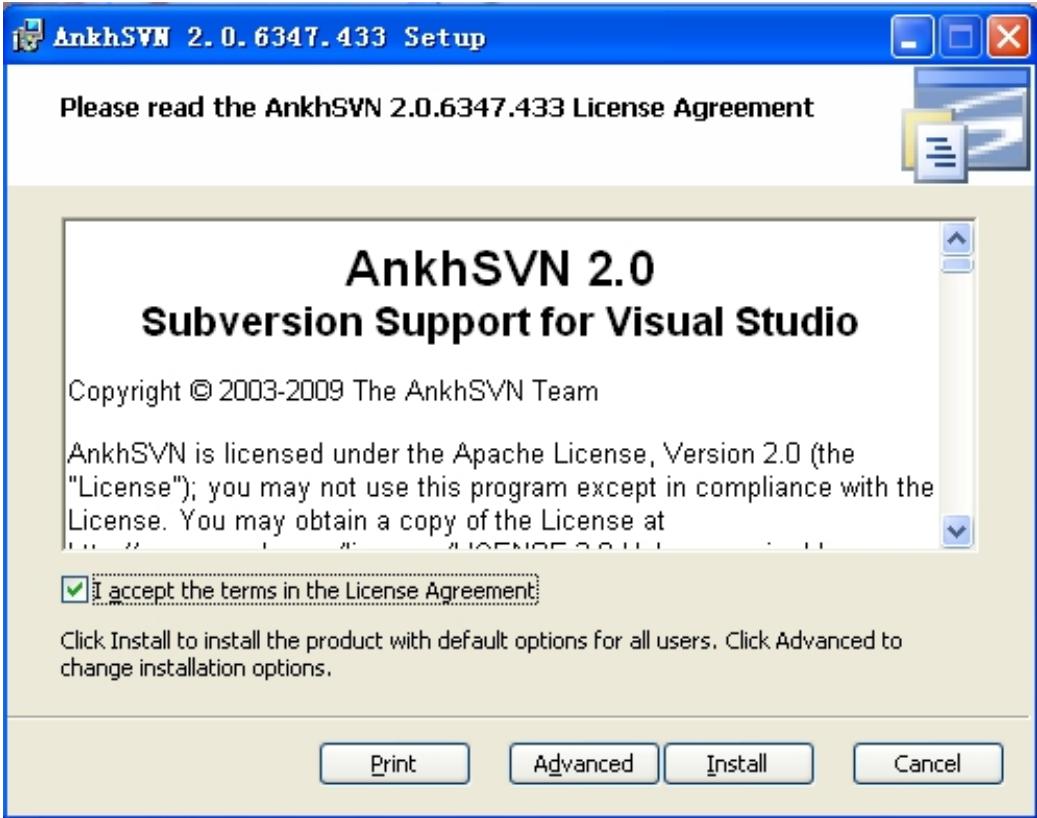 AnkhSVN 2.0.6347.433 Setup
Please read the AnkhSVN 2.0.6347.433 License Agreement
AnkhSVN 2.0
Subversion Support for Visual Studio
Copyright © 2003-2009 The AnkhSVN Team
AnkhSVN is licensed under the Apache License, Version 2.0 (the
"License"); you may not use this program except in compliance with the
License. You may obtain a copy of the License at
I accept the terms in the License Agreement
Click Install to install the product with default options for all users. Click Advanced to
change installation options.
Print
Advanced
Install
Cancel